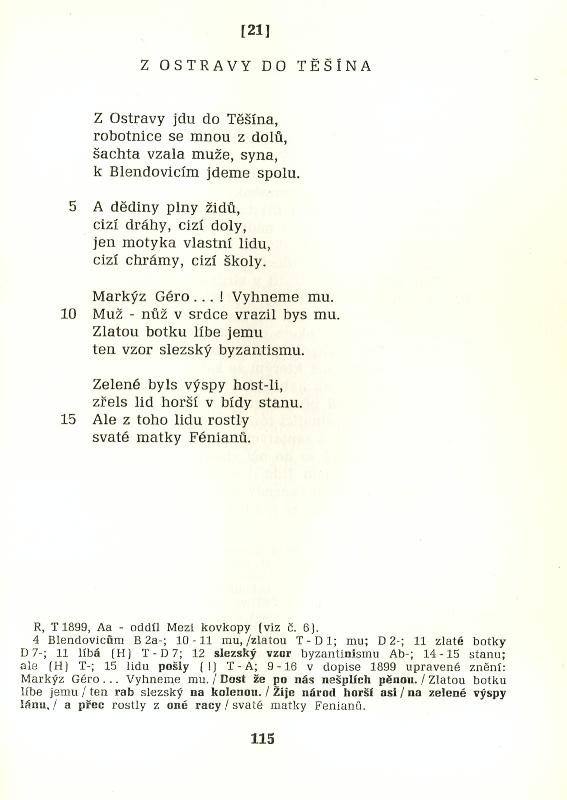 [21]
Z OSTRAVY DO TĚŠÍNA
Z Ostravy jdu do Těšína,
robotnice se mnou z dolů,
šachta vzala muže, syna,
k Blendovicím jdeme spolu.
5 A dědiny plny židů,
cizí dráhy, cizí doly,
jen motyka vlastní lidu,
cizí chrámy, cizí školy.
Markýz Géro...! Vyhneme mu.
10 Muž - nůž v srdce vrazil bys mu.
Zlatou botku líbe jemu
ten vzor slezský byzantismu.
Zelené byls výspy host-li,
zřels lid horší v bídy stanu.
15 Ale z toho lidu rostly
svaté matky Fénianů.
R, T 1899, Aa - oddíl Mezi kovkopy (viz č. 6).
4 Blendovicům B 2a-; 10-11 mu,/zlatou T-D 1; mu; D 2-; 11 zlaté botky
D 7-; 11 líbá (H) T-D 7; 12 slezský vzor byzantinismu Ab-; 14-15 stanu;
ale (H) T-; 15 lidu pošly (!) T-A; 9-16 v dopise 1899 upravené znění:
Markýz Géro... Vyhneme mu./Dost že po nás nešplích pěnou./Zlatou botku
líbe jemu/ten rab slezský na kolenou./Žije národ horší asi/na zelené výspy
lánu,/ a přec rostly z oné racy/svaté matky Fenianů.
115